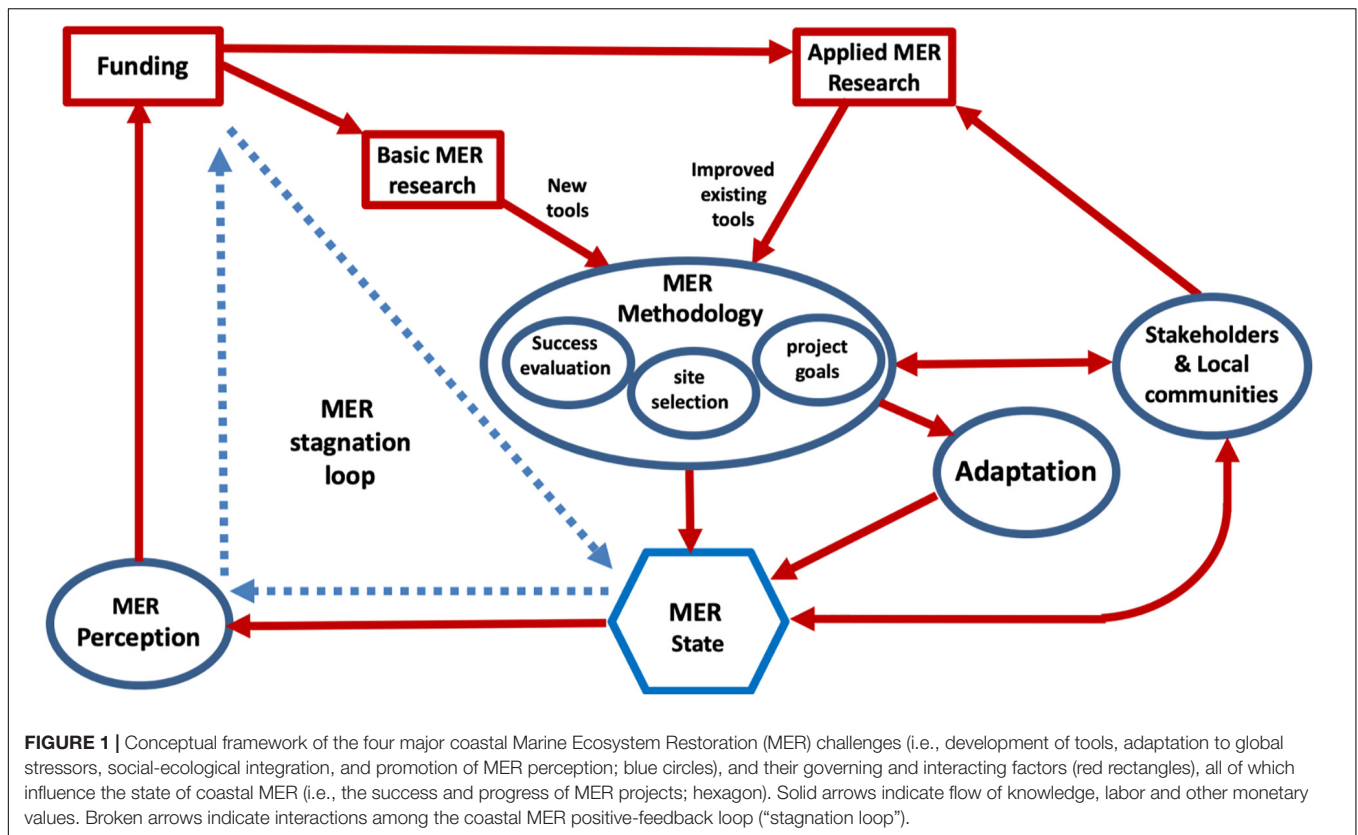 Funding
Applied MER
Research
Basic MER
research
New
tools
Improved
existing
tools
MER
Methodology
Success
evaluation
site
selection
project
goals
Stakeholders
& Local
communities
MER
stagnation
loop
Adaptation
MER
Perception
MER
State
FIGURE 1 | Conceptual framework of the four major coastal Marine Ecosystem Restoration (MER) challenges (i.e., development of tools, adaptation to global
stressors, social-ecological integration, and promotion of MER perception; blue circles), and their governing and interacting factors (red rectangles), all of which
influence the state of coastal MER (i.e., the success and progress of MER projects; hexagon). Solid arrows indicate flow of knowledge, labor and other monetary
values. Broken arrows indicate interactions among the coastal MER positive-feedback loop (“stagnation loop”).